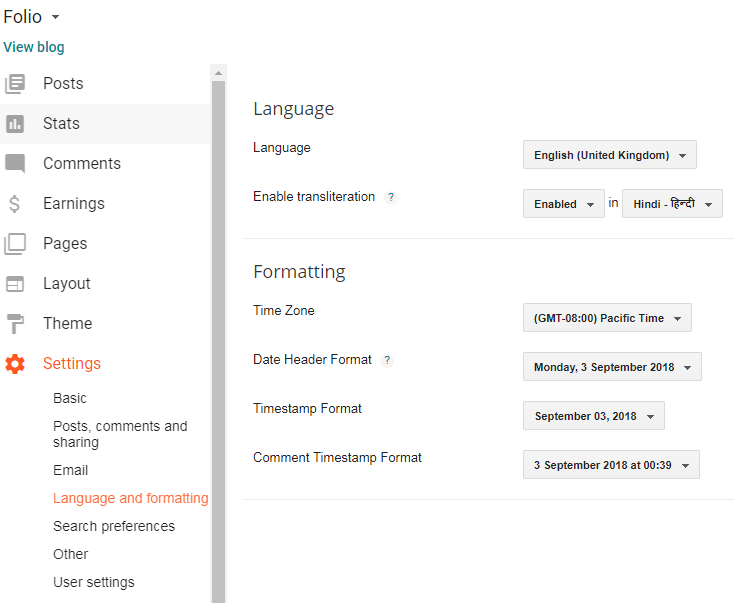 Folio
View blog
Posts
Stats
Comments
Earnings
Pages
Layout
Theme
Settings
Basic
Posts, comments and
sharing
Email
Language and formatting
Search preferences
Other
User settings
Language
Language English (United Kingdom)
Enable transliteration ? Enabled in Hindi - हिन्दी
Formatting
Time Zone (GMT-08:00) Pacific Time
Date Header Format ? Monday, 3 September 2018
Timestamp Format September 03, 2018
Comment Timestamp Format 3 September 2018 at 00:39